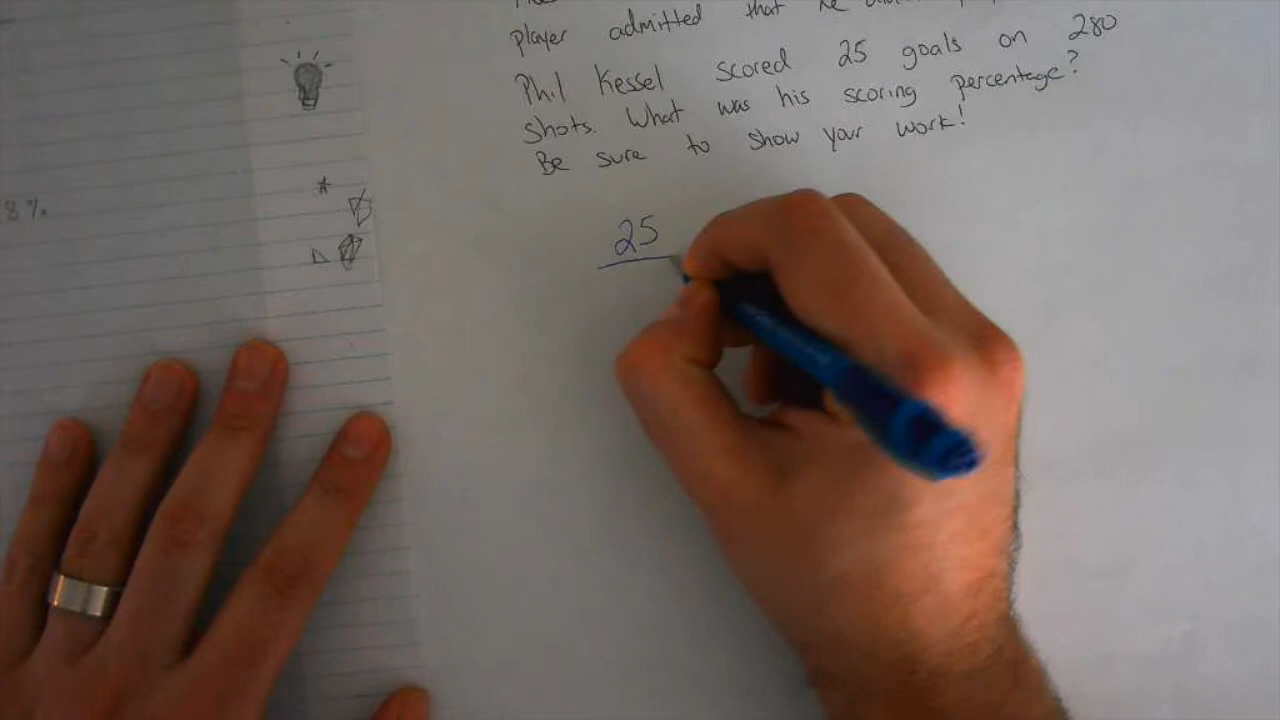 player admitted that he
Phil Kessel scored 25 goals on 280
shots. What was his scoring percentage?
Be sure to show your work!
8%
25